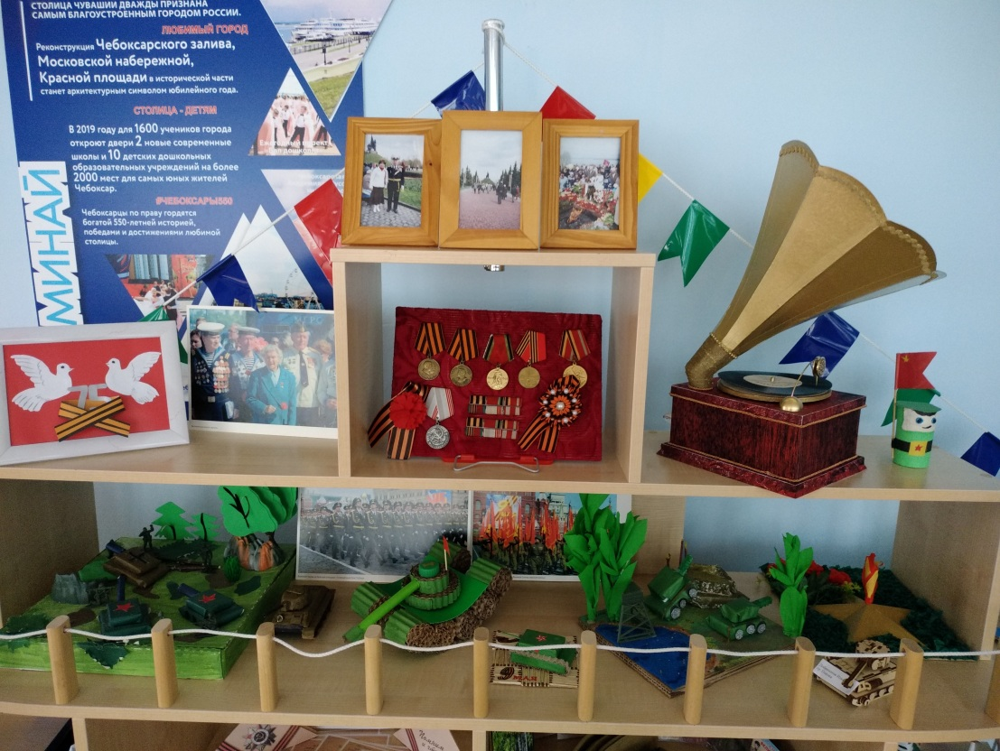 СТОЛИЦА ЧУВАШИИ ДВАЖДЫ ПРИЗНАНА
САМЫМ БЛАГОУСТРОЕННЫМ ГОРОДОМ РОССИИ.
ЛЮБИМЫЙ ГОРОД
Реконструкция Чебоксарского залива,
Московской набережной,
Красной площади в исторической части
станет архитектурным символом юбилейного года.
СТОЛИЦА - ДЕТЯМ
В 2019 году для 1600 учеников города
откроют двери 2 новые современные
школы и 10 детских дошкольных
образовательных учреждений на более
2000 мест для самых юных жителей
Чебоксар.
#ЧЕБОКСАРЫ550
Чебоксарцы по праву гордятся
богатой 550-летней историей,
победами и достижениями любимой
столицы.
МИНАЙ
75
9 МАЯ